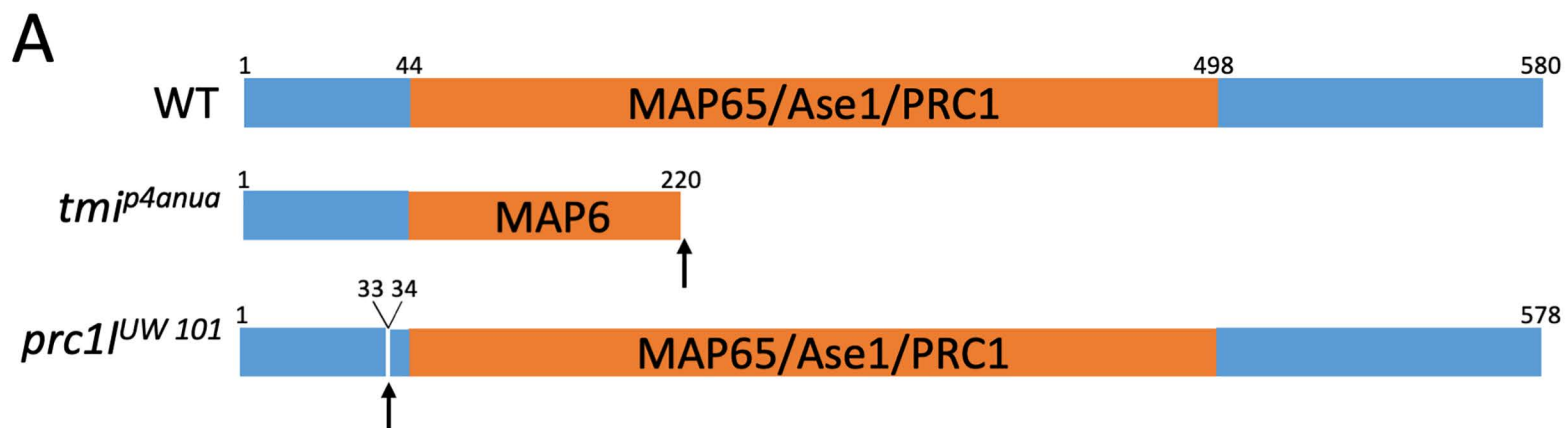 A
1 44 498 580
WT MAP65/Ase1/PRC1
1 220
tmi^p4anua MAP6
33 34
1 578
prc1l^UW 101 MAP65/Ase1/PRC1